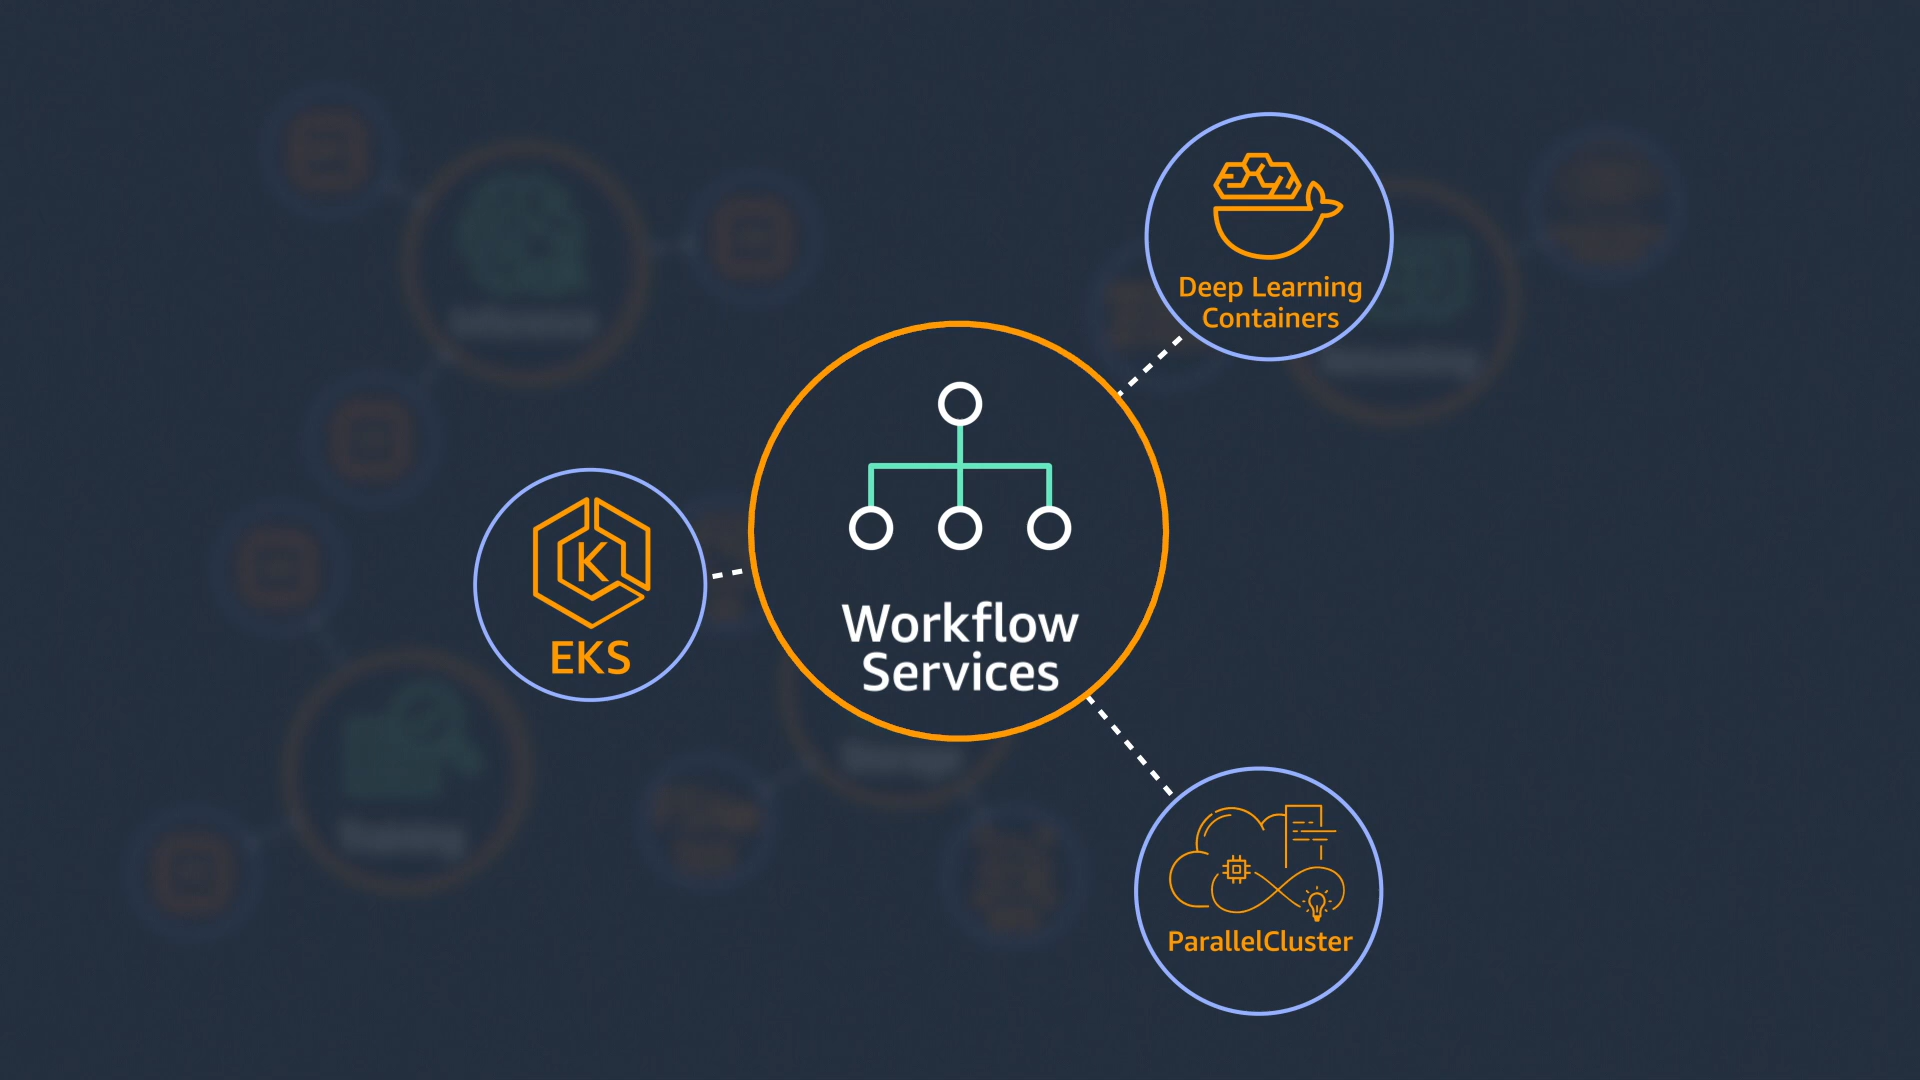 Deep Learning
Containers
K
EKS
Workflow
Services
ParallelCluster